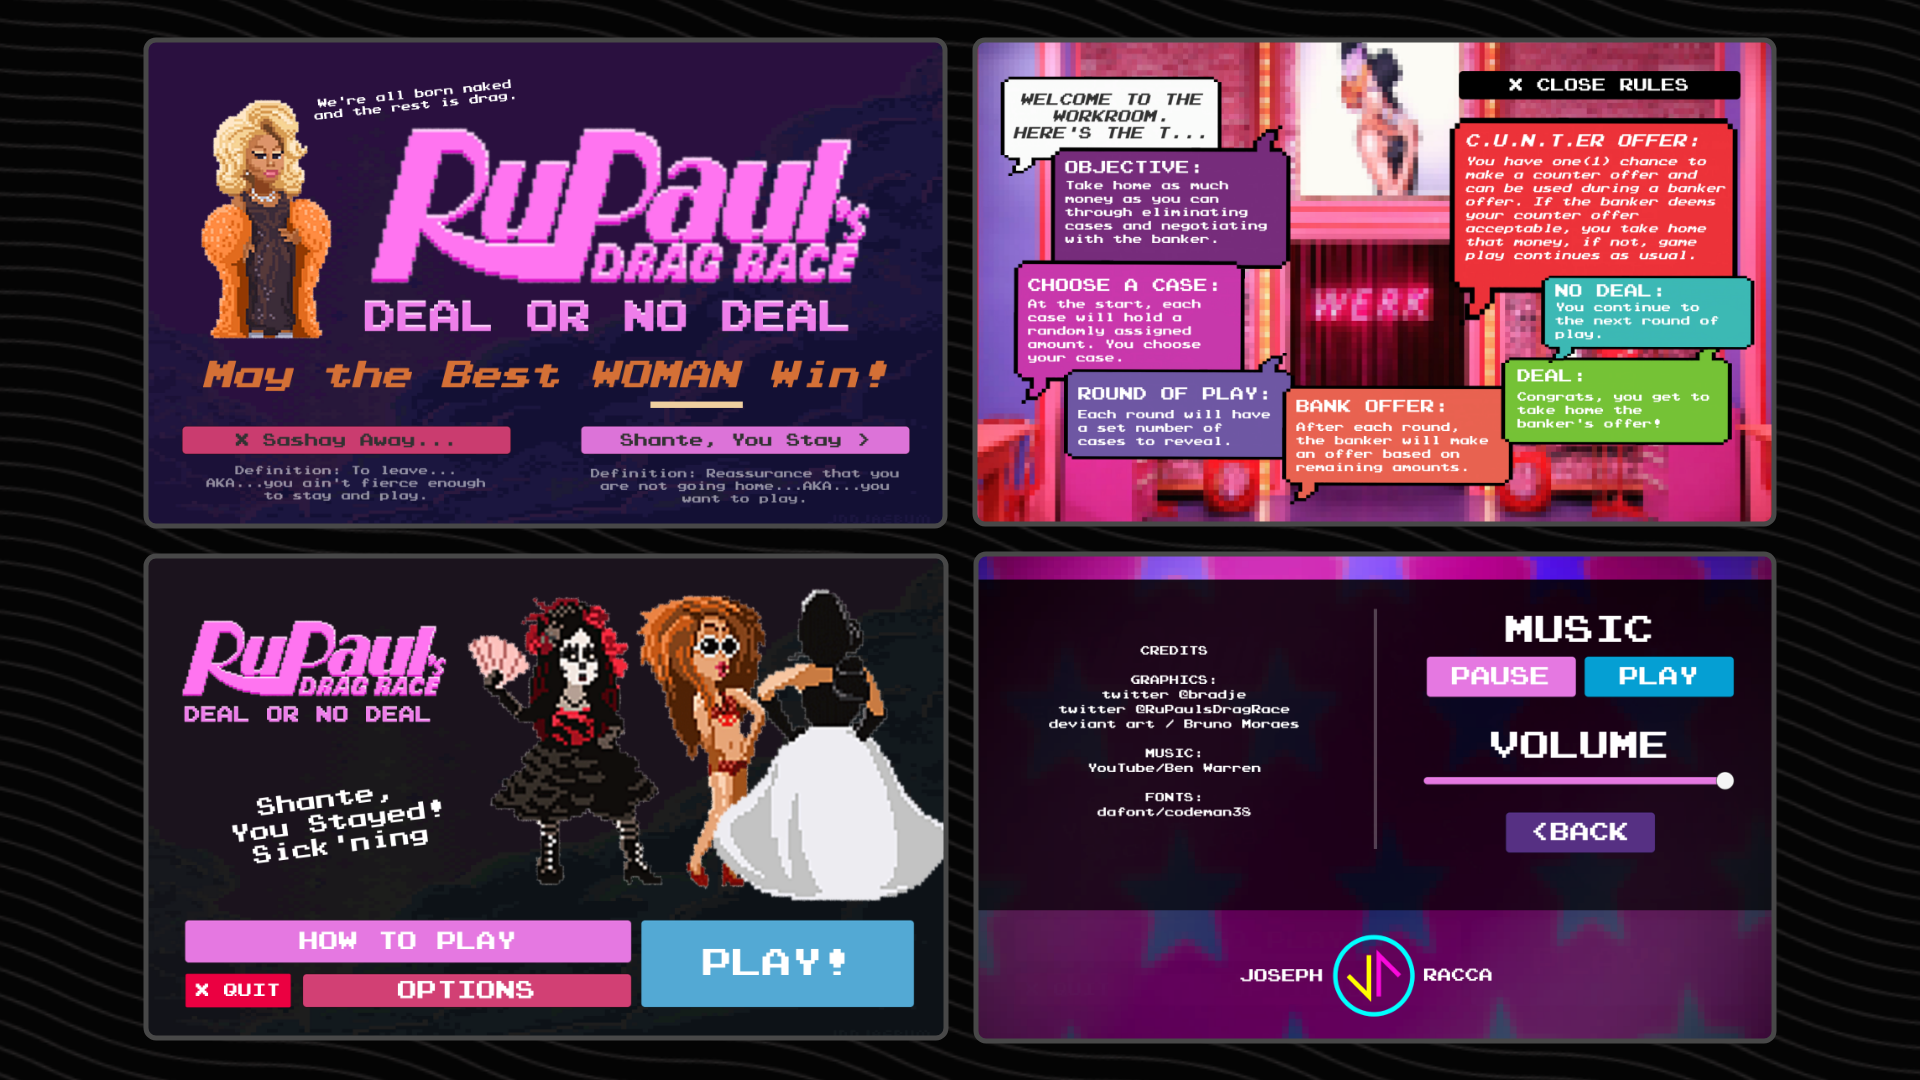 We're all born naked
and the rest is drag.
RuPaul's
DRAG RACE
DEAL OR NO DEAL
May the Best WOMAN Win!
X Sashay Away...
Definition: To leave...
AKA...you ain't fierce enough
to stay and play.
Shante, You Stay >
Definition: Reassurance that you
are not going home...AKA...you
want to play.
WELCOME TO THE
WORKROOM.
HERE'S THE T...
X CLOSE RULES
OBJECTIVE:
Take home as much
money as you can
through eliminating
cases and negotiating
with the banker.
CHOOSE A CASE:
At the start, each
case will hold a
randomly assigned
amount. You choose
your case.
ROUND OF PLAY:
Each round will have
a set number of
cases to reveal.
BANK OFFER:
After each round,
the banker will make
an offer based on
remaining amounts.
C.U.N.T.ER OFFER:
You have one(1) chance to
make a counter offer and
can be used during a banker
offer. If the banker deems
your counter offer
acceptable, you take home
that money, if not, game
play continues as usual.
NO DEAL:
You continue to
the next round of
play.
DEAL:
Congrats, you get to
take home the
banker's offer!
WERK
RuPaul's
DRAG RACE
DEAL OR NO DEAL
Shante,
You Stayed!
Sick'ning
HOW TO PLAY
X QUIT
OPTIONS
PLAY!
CREDITS
GRAPHICS:
twitter @bradje
twitter @RuPaulsDragRace
deviant art / Bruno Moraes
MUSIC:
YouTube/Ben Warren
FONTS:
dafont/codeman38
MUSIC
PAUSE
PLAY
VOLUME
<BACK
JOSEPH
RACCA